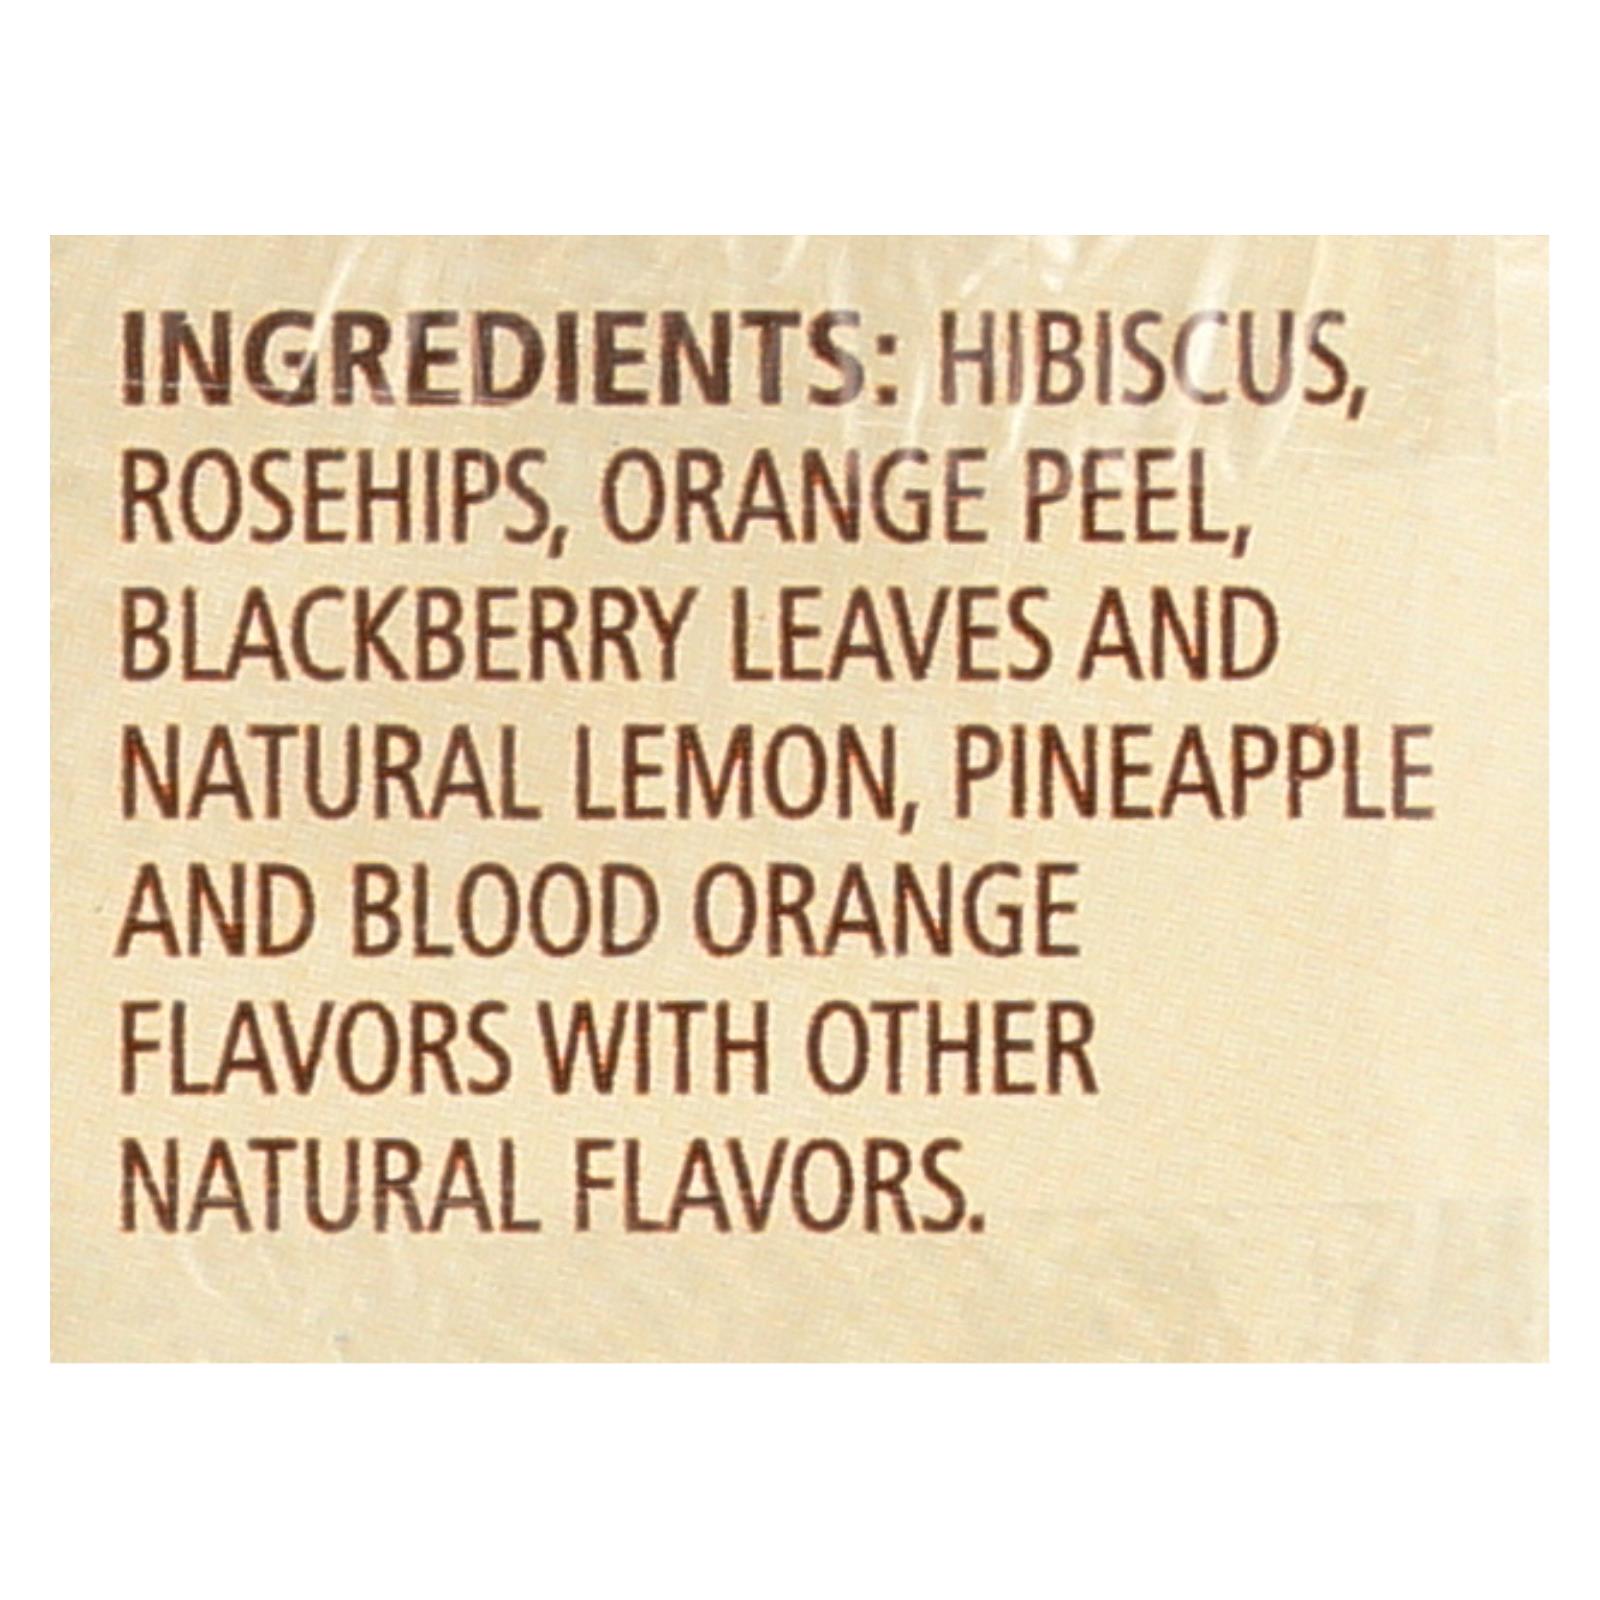 INGREDIENTS: HIBISCUS,
ROSEHIPS, ORANGE PEEL,
BLACKBERRY LEAVES AND
NATURAL LEMON, PINEAPPLE
AND BLOOD ORANGE
FLAVORS WITH OTHER
NATURAL FLAVORS.